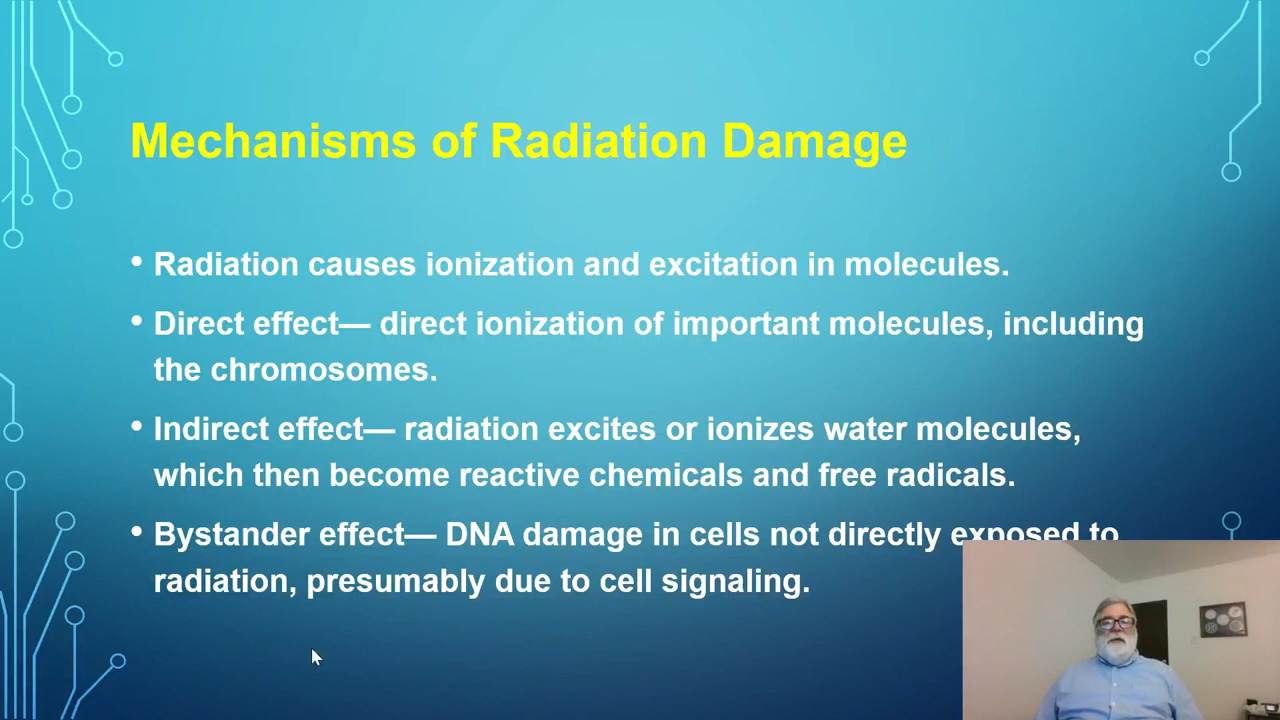 Mechanisms of Radiation Damage
• Radiation causes ionization and excitation in molecules.
• Direct effect— direct ionization of important molecules, including
the chromosomes.
• Indirect effect— radiation excites or ionizes water molecules,
which then become reactive chemicals and free radicals.
• Bystander effect— DNA damage in cells not directly exposed to
radiation, presumably due to cell signaling.